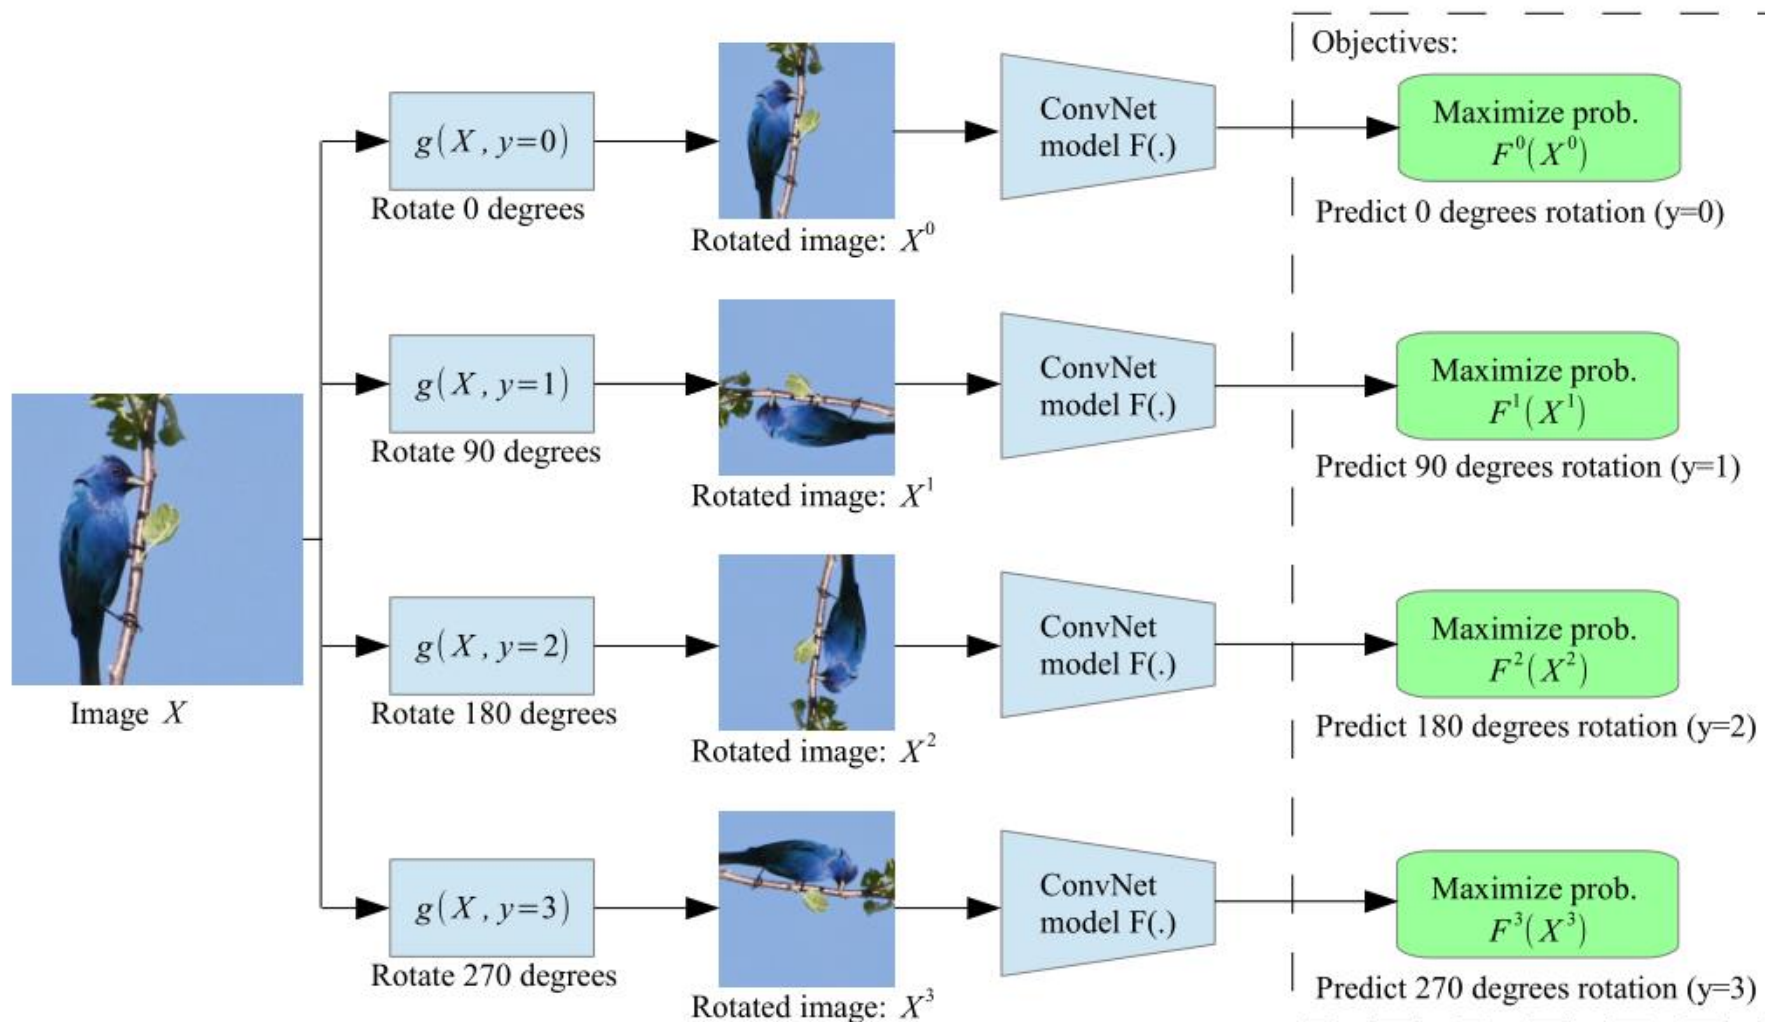 Objectives:
g(X, y=0)
Rotate 0 degrees
Rotated image: X⁰
ConvNet
model F(.)
Maximize prob.
F⁰(X⁰)
Predict 0 degrees rotation (y=0)
g(X, y=1)
Rotate 90 degrees
Rotated image: X¹
ConvNet
model F(.)
Maximize prob.
F¹(X¹)
Predict 90 degrees rotation (y=1)
Image X
g(X, y=2)
Rotate 180 degrees
Rotated image: X²
ConvNet
model F(.)
Maximize prob.
F²(X²)
Predict 180 degrees rotation (y=2)
g(X, y=3)
Rotate 270 degrees
Rotated image: X³
ConvNet
model F(.)
Maximize prob.
F³(X³)
Predict 270 degrees rotation (y=3)